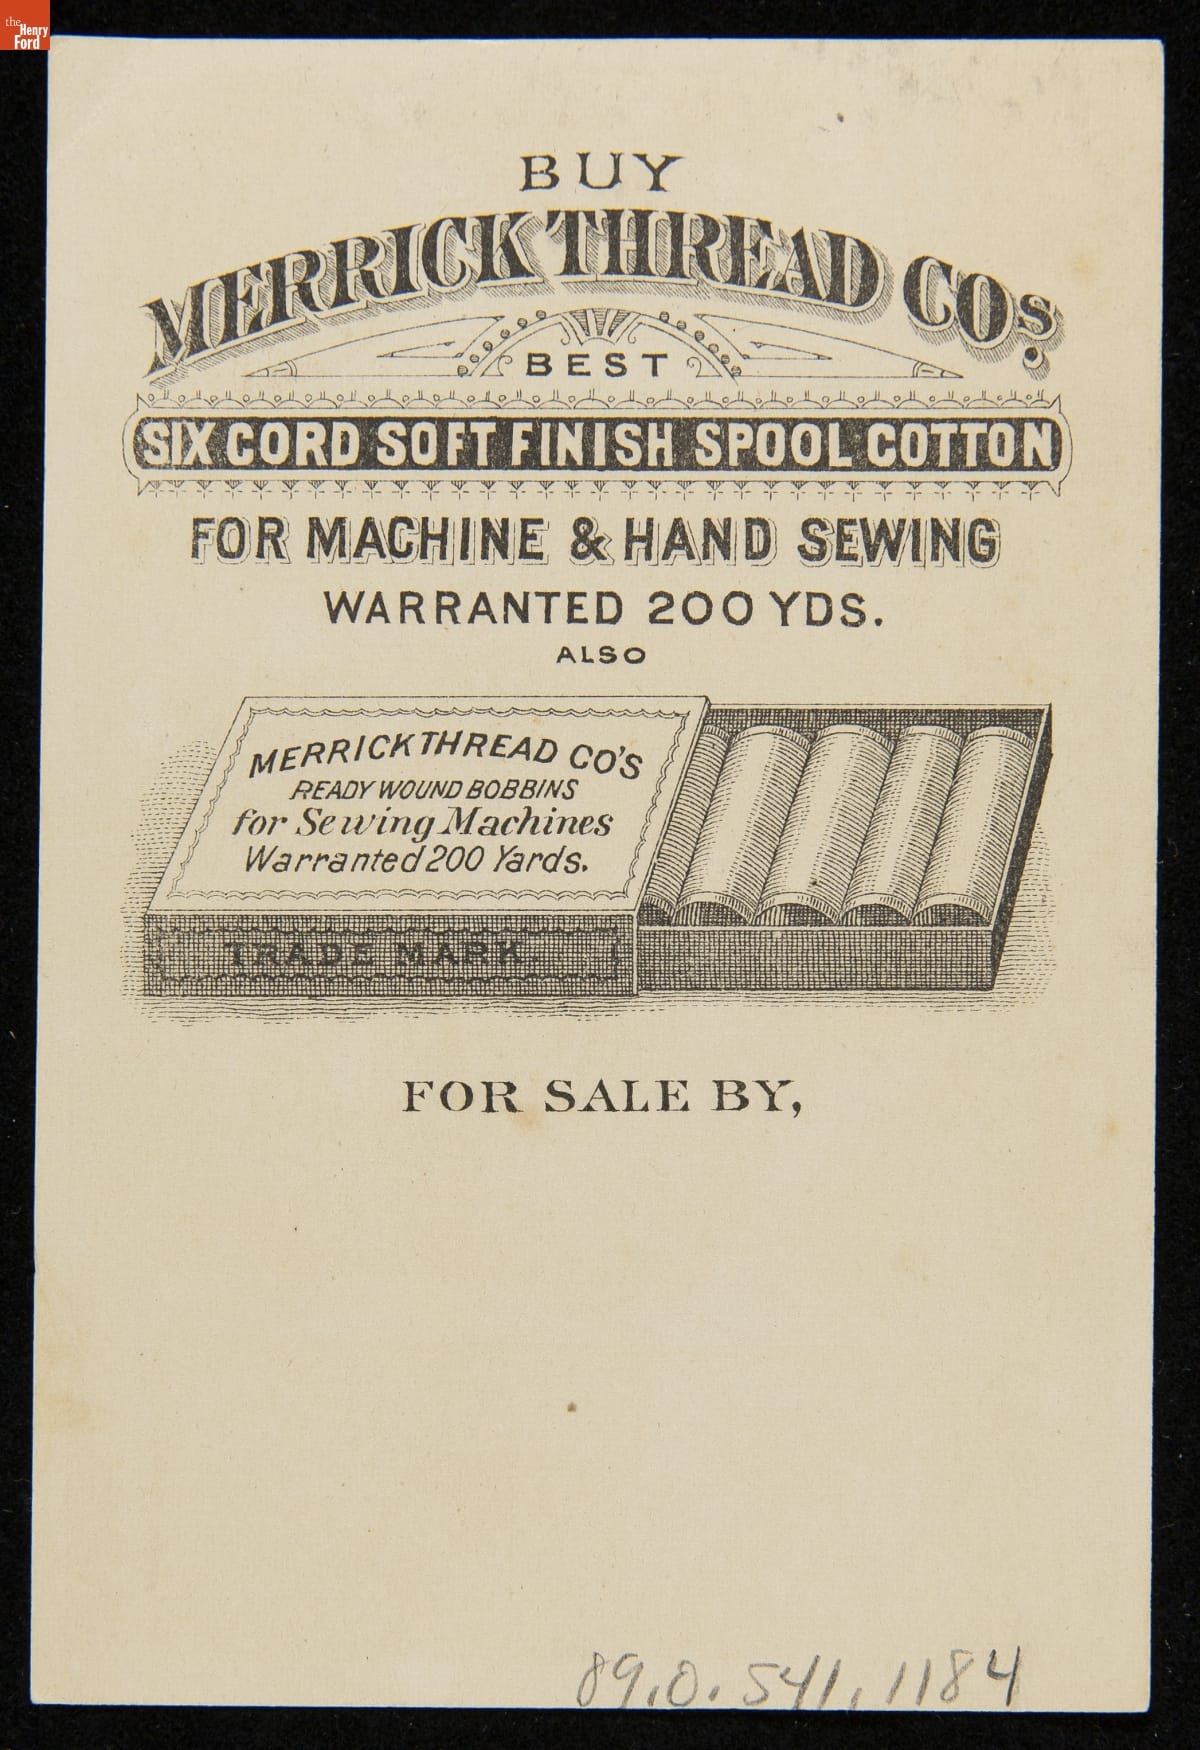 the
Henry
Ford
BUY
MERRICK THREAD COS.
BEST
SIX CORD SOFT FINISH SPOOL COTTON
FOR MACHINE & HAND SEWING
WARRANTED 200 YDS.
ALSO
MERRICK THREAD CO'S
READY WOUND BOBBINS
for Sewing Machines
Warranted 200 Yards.
TRADE MARK.
FOR SALE BY,
89.0.541.1184